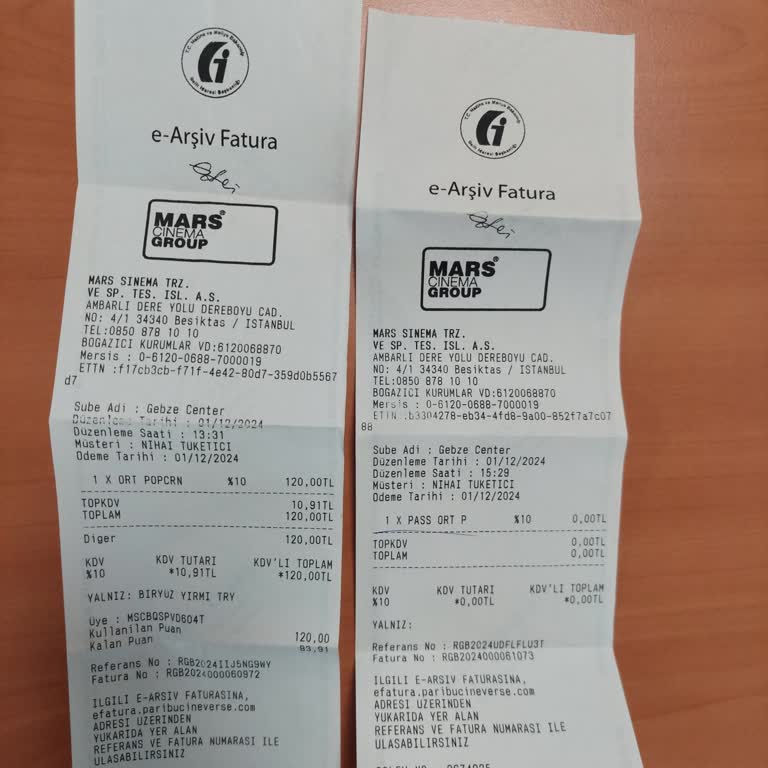 T.C. Hazine ve Maliye Bakanlığı
Gelir İdaresi Başkanlığı
e-Arşiv Fatura
MARS
CINEMA
GROUP
MARS SINEMA TRZ.
VE SP. TES. ISL. A.S.
AMBARLI DERE YOLU DEREBOYU CAD.
NO: 4/1 34340 Besiktas / ISTANBUL
TEL:0850 878 10 10
BOGAZICI KURUMLAR VD:6120068870
Mersis : 0-6120-0688-7000019
ETTN :f17cb3cb-f71f-4e42-80d7-359d0b5567
d7
Sube Adi : Gebze Center
Düzenleme Tarihi : 01/12/2024
Düzenleme Saati : 13:31
Müsteri : NIHAI TUKETICI
Odeme Tarihi : 01/12/2024
1 X ORT POPCRN %10 120,00TL
TOPKDV 10,91TL
TOPLAM 120,00TL
Diger 120,00TL
KDV KDV TUTARI KDV'LI TOPLAM
%10 *10,91TL *120,00TL
YALNIZ: BIRYUZ YIRMI TRY
Üye : MSCBQSPVD604T
Kullanilan Puan 120,00
Kalan Puan 83,91
Referans No : RGB2024IIJ5NG9WY
Fatura No : RGB2024000060972
ILGILI E-ARSIV FATURASINA,
efatura.paribucineverse.com
ADRESI UZERINDEN
YUKARIDA YER ALAN
REFERANS VE FATURA NUMARASI ILE
ULASABILIRSINIZ
T.C. Hazine ve Maliye Bakanlığı
Gelir İdaresi Başkanlığı
e-Arşiv Fatura
MARS
CINEMA
GROUP
MARS SINEMA TRZ.
VE SP. TES. ISL. A.S.
AMBARLI DERE YOLU DEREBOYU CAD.
NO: 4/1 34340 Besiktas / ISTANBUL
TEL:0850 878 10 10
BOGAZICI KURUMLAR VD:6120068870
Mersis : 0-6120-0688-7000019
ETTN :b3304278-eb34-4fd8-9a00-852f7a7c07
88
Sube Adi : Gebze Center
Düzenleme Tarihi : 01/12/2024
Düzenleme Saati : 15:29
Müsteri : NIHAI TUKETICI
Odeme Tarihi : 01/12/2024
1 X PASS ORT P %10 0,00TL
TOPKDV 0,00TL
TOPLAM 0,00TL
KDV KDV TUTARI KDV'LI TOPLAM
%10 *0,00TL *0,00TL
YALNIZ:
Referans No : RGB2024UDFLFLU3T
Fatura No : RGB2024000061073
ILGILI E-ARSIV FATURASINA,
efatura.paribucineverse.com
ADRESI UZERINDEN
YUKARIDA YER ALAN
REFERANS VE FATURA NUMARASI ILE
ULASABILIRSINIZ